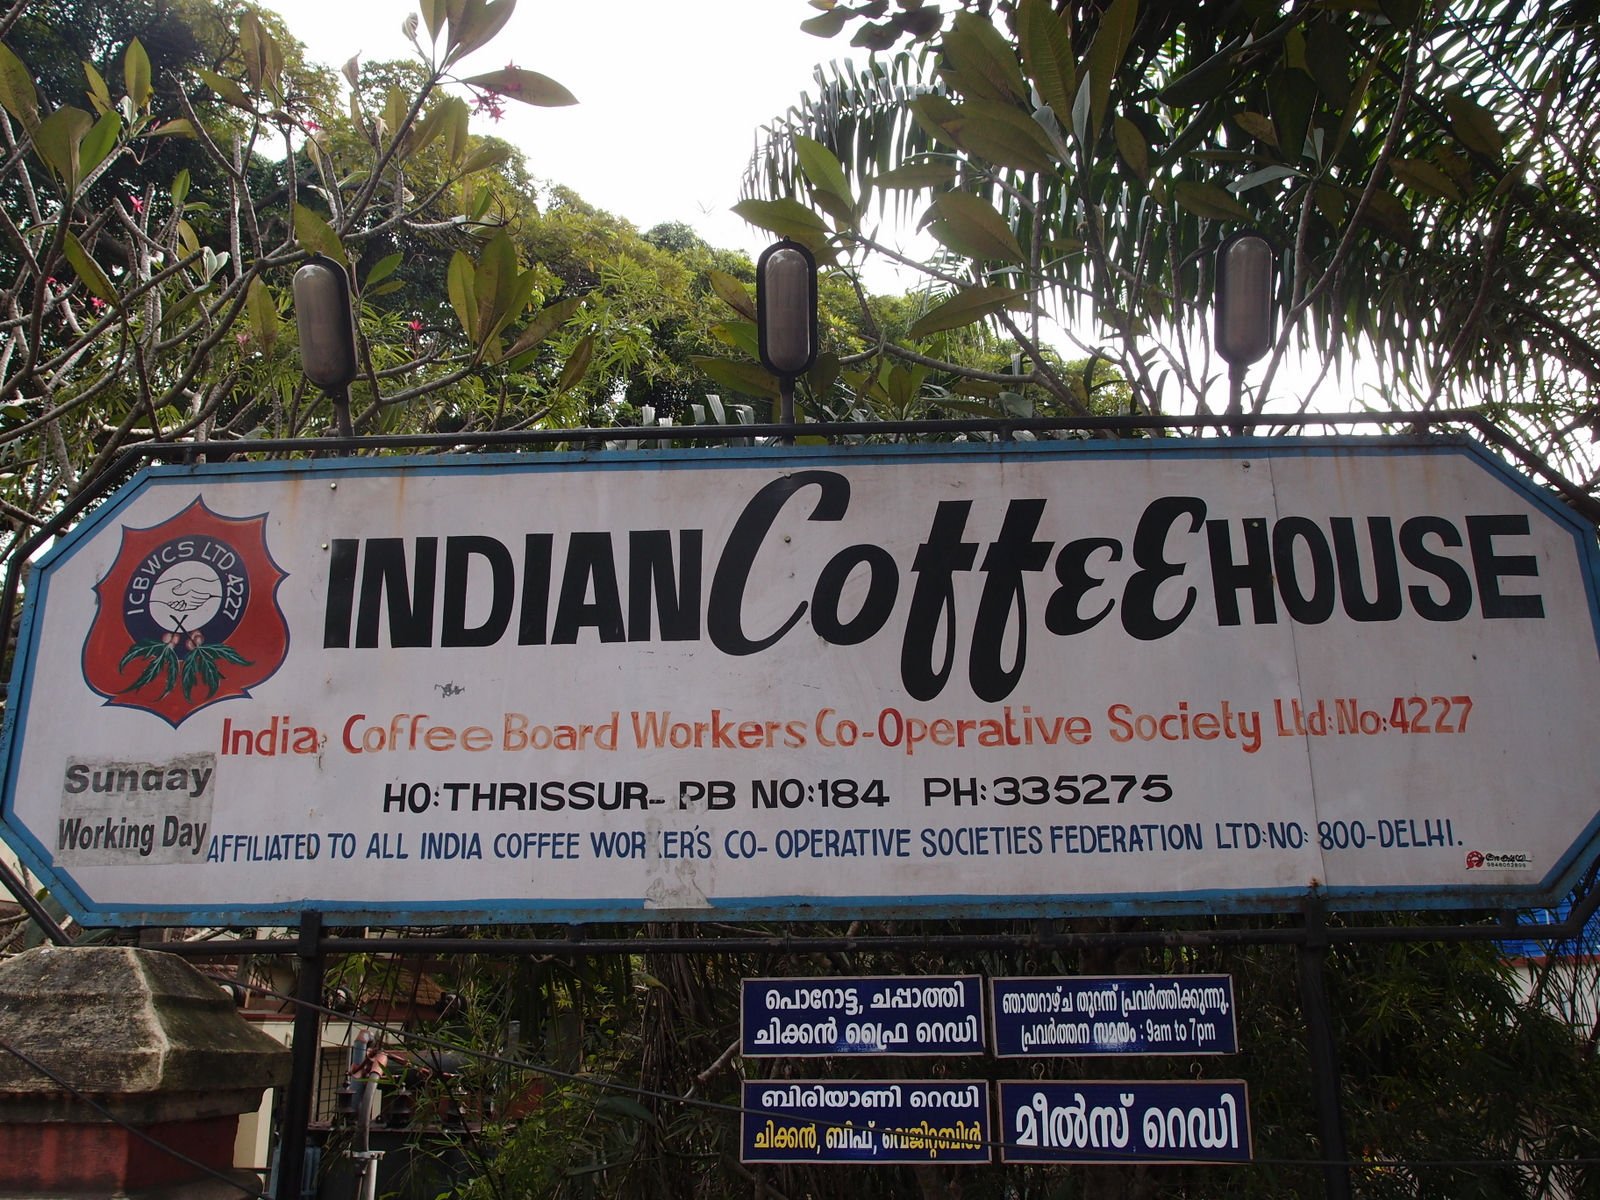 ICBWCS LTD 4227
INDIAN CoffEE HOUSE
India Coffee Board Workers Co-Operative Society Ltd:No:4227
Sunday
Working Day
HO:THRISSUR- PB NO:184 PH:335275
AFFILIATED TO ALL INDIA COFFEE WOR ER'S CO-OPERATIVE SOCIETIES FEDERATION LTD:NO: 800-DELHI.
പൊറോട്ട, ചപ്പാത്തി
ചിക്കൻ ഫ്രൈ റെഡി
ഞായറാഴ്ച തുറന്ന് പ്രവർത്തിക്കുന്നു.
പ്രവർത്തന സമയം : 9am to 7pm
ബിരിയാണി റെഡി
ചിക്കൻ, ബീഫ്, വെജിറ്റബിൾ
മീൽസ് റെഡി